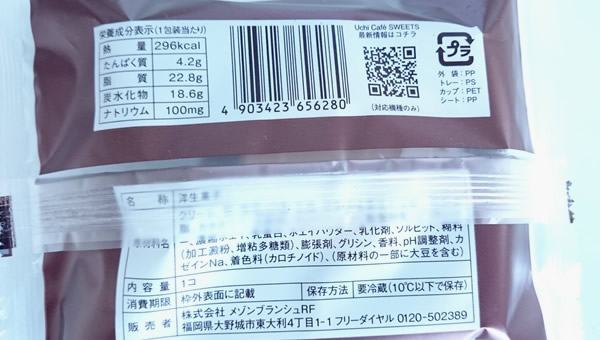 栄養成分表示(1包装当たり)
熱 量 296kcal
たんぱく質 4.2g
脂 質 22.8g
炭水化物 18.6g
ナトリウム 100mg
4 903423 656280
Uchi Café SWEETS
最新情報はコチラ
(対応機種のみ)
プラ
外 袋:PP
トレー:PS
カップ:PET
シート:PP
名 称 洋生菓子
原材料名
乳蛋白、ホエイパウダー、乳化剤、ソルビット、糊料
(加工澱粉、増粘多糖類)、膨張剤、グリシン、香料、pH調整剤、カ
ゼインNa、着色料(カロチノイド)、(原材料の一部に大豆を含む)
内容量 1コ
消費期限 枠外表面に記載 保存方法 要冷蔵(10℃以下で保存)
販売者 株式会社 メゾンブランシュRF
福岡県大野城市東大利4丁目1-1 フリーダイヤル 0120-502389